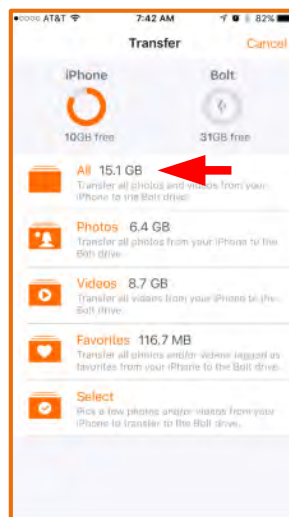 AT&T 7:42 AM 82%
Transfer Cancel
iPhone Bolt
10GB free 31GB free
All 15.1 GB
Transfer all photos and videos from your
iPhone to the Bolt drive.
Photos 6.4 GB
Transfer all photos from your iPhone to the
Bolt drive.
Videos 8.7 GB
Transfer all videos from your iPhone to the
Bolt drive.
Favorites 116.7 MB
Transfer all photos and/or videos tagged as
favorites from your iPhone to the Bolt drive.
Select
Pick a few photos and/or videos from your
iPhone to transfer to the Bolt drive.